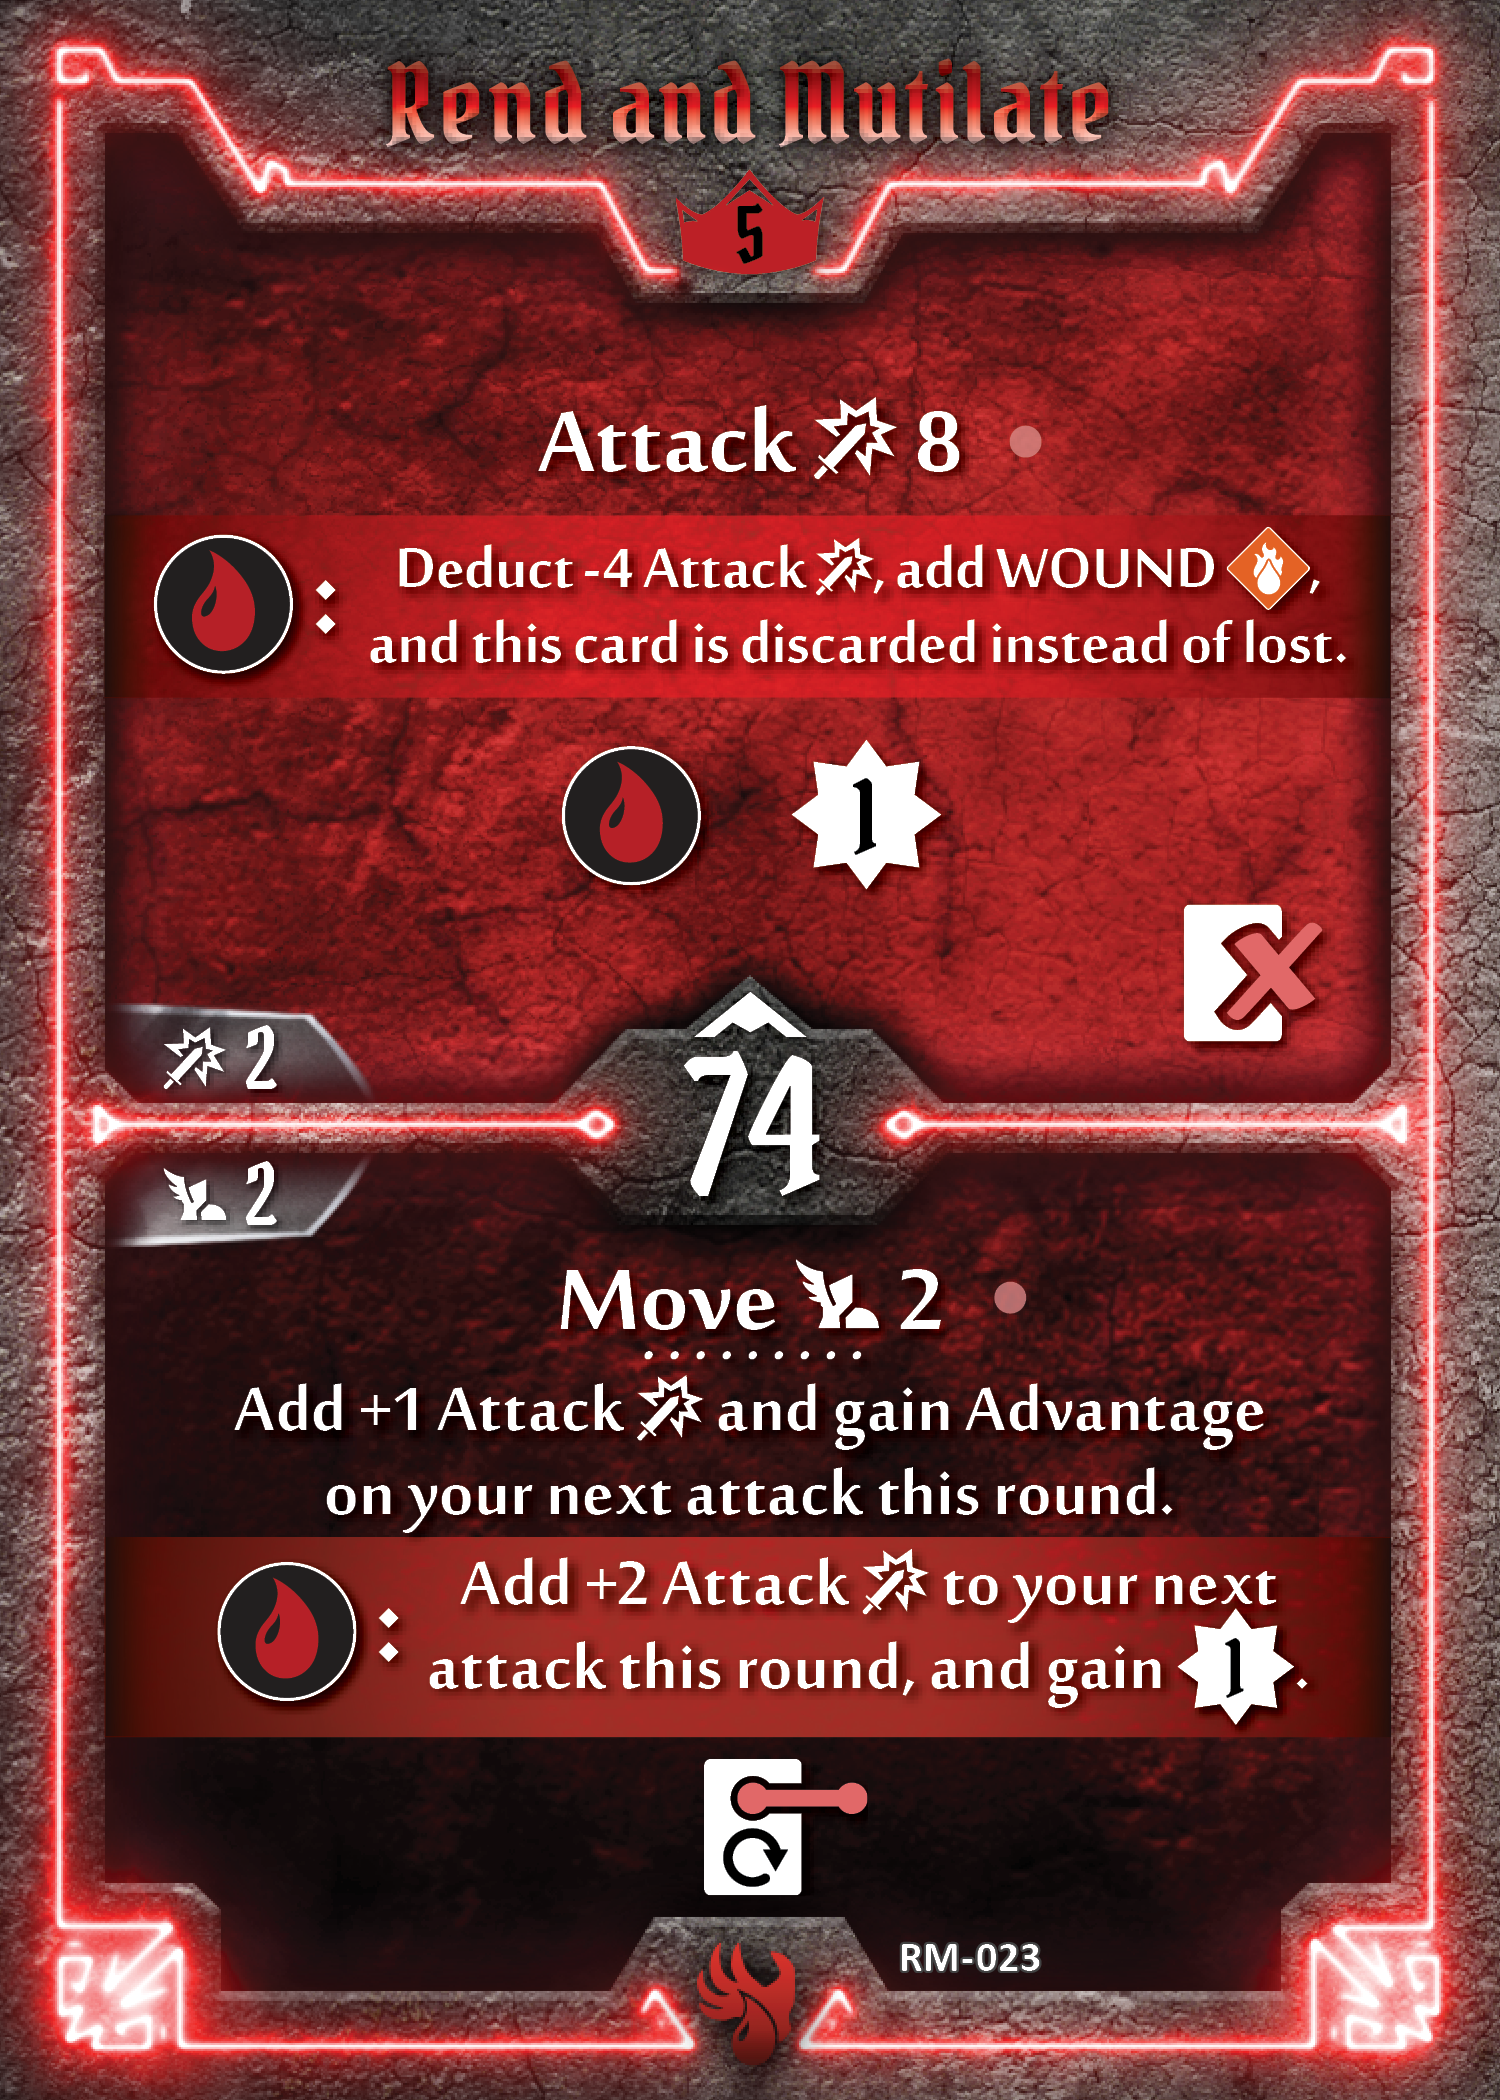 Rend and Mutilate
5
Attack 8
Deduct -4 Attack , add WOUND ,
: and this card is discarded instead of lost.
1
2
74
2
Move 2
Add +1 Attack and gain Advantage
on your next attack this round.
Add +2 Attack to your next
: attack this round, and gain 1.
RM-023